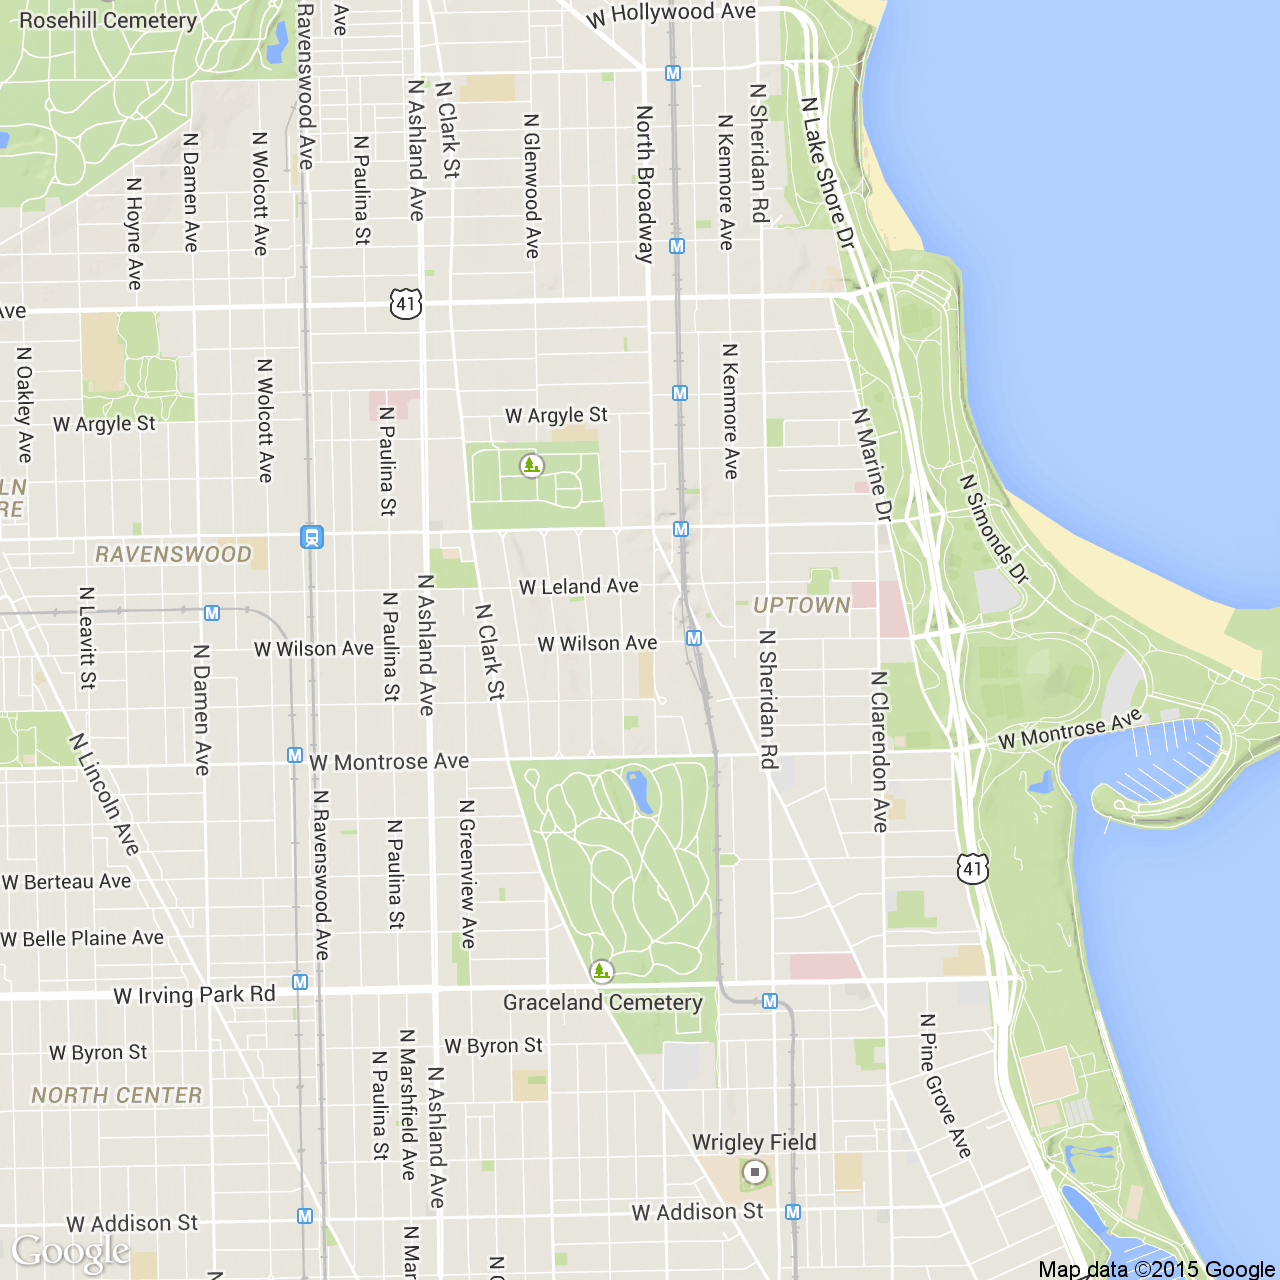 Rosehill Cemetery
Ravenswood Ave
Ave
W Hollywood Ave
M
N Hoyne Ave
N Damen Ave
N Wolcott Ave
N Paulina St
N Ashland Ave
N Clark St
N Glenwood Ave
North Broadway
N Kenmore Ave
N Sheridan Rd
N Lake Shore Dr
M
Ave
41
N Oakley Ave
W Argyle St
N Wolcott Ave
N Paulina St
W Argyle St
M
N Kenmore Ave
N Marine Dr
N Simonds Dr
LN
RE
RAVENSWOOD
M
N Leavitt St
M
N Damen Ave
W Wilson Ave
N Paulina St
N Ashland Ave
N Clark St
W Leland Ave
W Wilson Ave
M
UPTOWN
N Sheridan Rd
N Clarendon Ave
W Montrose Ave
N Lincoln Ave
M
W Montrose Ave
N Ravenswood Ave
N Paulina St
N Greenview Ave
41
W Berteau Ave
W Belle Plaine Ave
W Irving Park Rd
M
Graceland Cemetery
M
W Byron St
N Paulina St
N Marshfield Ave
N Ashland Ave
W Byron St
N Pine Grove Ave
NORTH CENTER
Wrigley Field
W Addison St
M
W Addison St
M
N Mar
N
N G
Google
Map data ©2015 Google